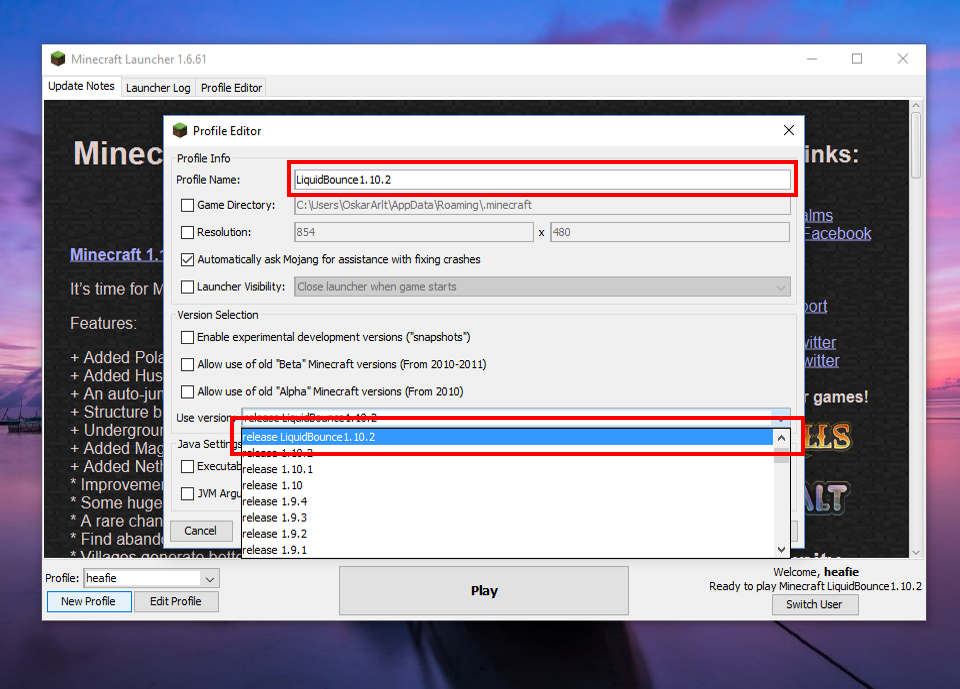 Minecraft Launcher 1.6.61
Update Notes Launcher Log Profile Editor
Minec
inks:
Profile Editor
Profile Info
Profile Name: LiquidBounce1.10.2
Game Directory: C:\Users\OskarArlt\AppData\Roaming\.minecraft
Resolution: 854 x 480
Automatically ask Mojang for assistance with fixing crashes
Launcher Visibility: Close launcher when game starts
Version Selection
Enable experimental development versions ("snapshots")
Allow use of old "Beta" Minecraft versions (From 2010-2011)
Allow use of old "Alpha" Minecraft versions (From 2010)
Use version: release LiquidBounce1.10.2
release LiquidBounce1.10.2
release 1.10.2
release 1.10.1
release 1.10
release 1.9.4
release 1.9.3
release 1.9.2
release 1.9.1
Java Settings
Executab
JVM Argu
Cancel
Minecraft 1.1
It's time for M
Features:
+ Added Pola
+ Added Hus
+ An auto-jum
+ Structure b
+ Undergroun
+ Added Mag
+ Added Neth
* Improvemen
* Some huge
* A rare chan
* Find aband
* Villages generate bette
alms
Facebook
port
witter
witter
r games!
LLS
ALT
Profile: heafie
New Profile Edit Profile
Play
Welcome, heafie
Ready to play Minecraft LiquidBounce1.10.2
Switch User